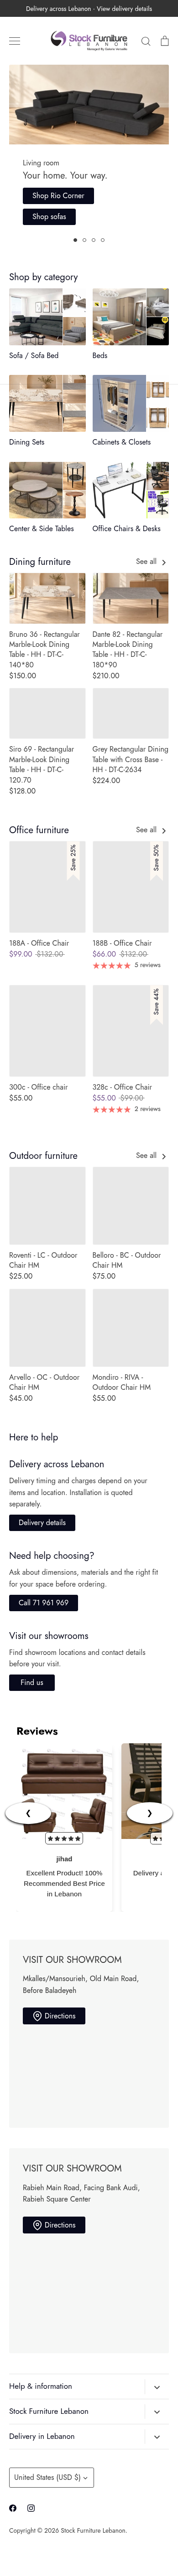 Delivery across Lebanon · View delivery details
Stock Furniture
LEBANON
Living room
Your home. Your way.
Shop Rio Corner
Shop sofas
Shop by category
Sofa / Sofa Bed
Beds
Dining Sets
Cabinets & Closets
Center & Side Tables
Office Chairs & Desks
Dining furniture
See all
Bruno 36 - Rectangular
Marble-Look Dining
Table - HH - DT-C-
140*80
$150.00
Dante 82 - Rectangular
Marble-Look Dining
Table - HH - DT-C-
180*90
$210.00
Siro 69 - Rectangular
Marble-Look Dining
Table - HH - DT-C-
120.70
$128.00
Grey Rectangular Dining
Table with Cross Base -
HH - DT-C-2634
$224.00
Office furniture
See all
Save 25%
188A - Office Chair
$99.00 $132.00
Save 50%
188B - Office Chair
$66.00 $132.00
5 reviews
300c - Office chair
$55.00
Save 44%
328c - Office Chair
$55.00 $99.00
2 reviews
Outdoor furniture
See all
Roventi - LC - Outdoor
Chair HM
$25.00
Belloro - BC - Outdoor
Chair HM
$75.00
Arvello - OC - Outdoor
Chair HM
$45.00
Mondiro - RIVA -
Outdoor Chair HM
$55.00
Here to help
Delivery across Lebanon
Delivery timing and charges depend on your
items and location. Installation is quoted
separately.
Delivery details
Need help choosing?
Ask about dimensions, materials and the right fit
for your space before ordering.
Call 71 961 969
Visit our showrooms
Find showroom locations and contact details
before your visit.
Find us
Reviews
jihad
Excellent Product! 100%
Recommended Best Price
in Lebanon
Delivery
VISIT OUR SHOWROOM
Mkalles/Mansourieh, Old Main Road,
Before Baladeyeh
Directions
VISIT OUR SHOWROOM
Rabieh Main Road, Facing Bank Audi,
Rabieh Square Center
Directions
Help & information
Stock Furniture Lebanon
Delivery in Lebanon
United States (USD $)
Copyright © 2026 Stock Furniture Lebanon.